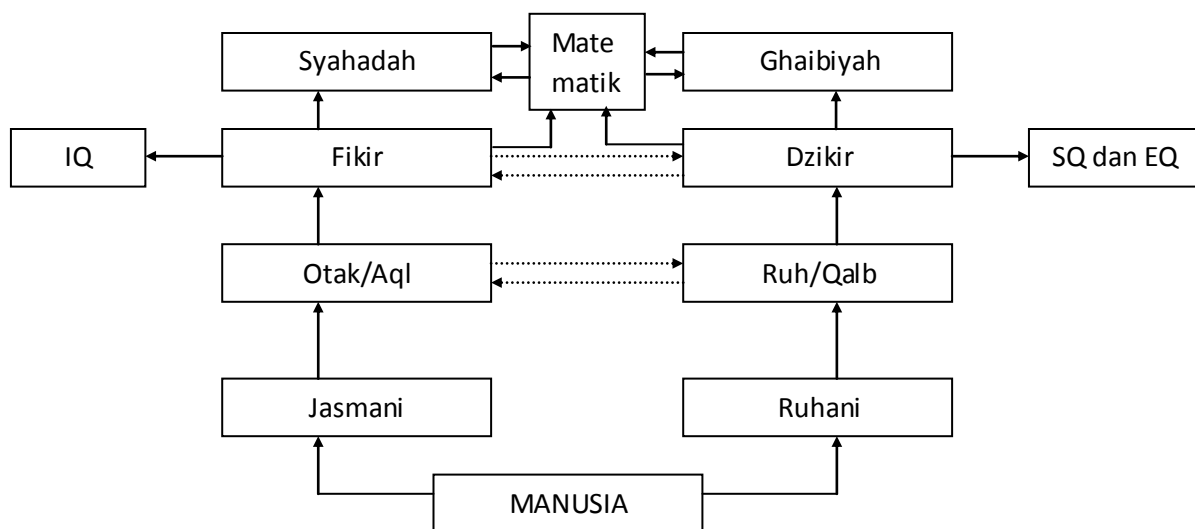 Syahadah
Mate
matik
Ghaibiyah
IQ
Fikir
Dzikir
SQ dan EQ
Otak/Aql
Ruh/Qalb
Jasmani
Ruhani
MANUSIA